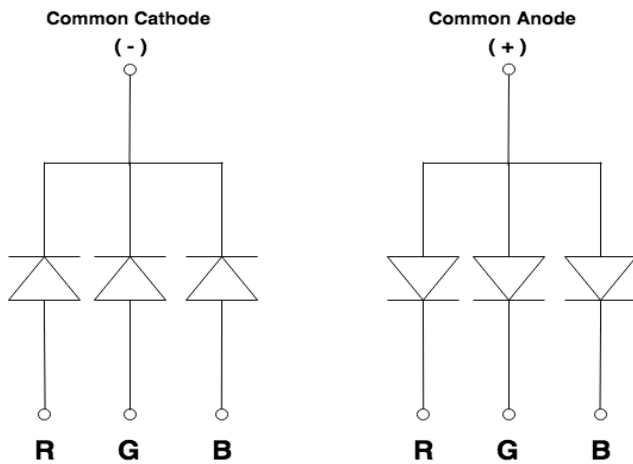 Common Cathode
( - )
Common Anode
( + )
R G B
R G B